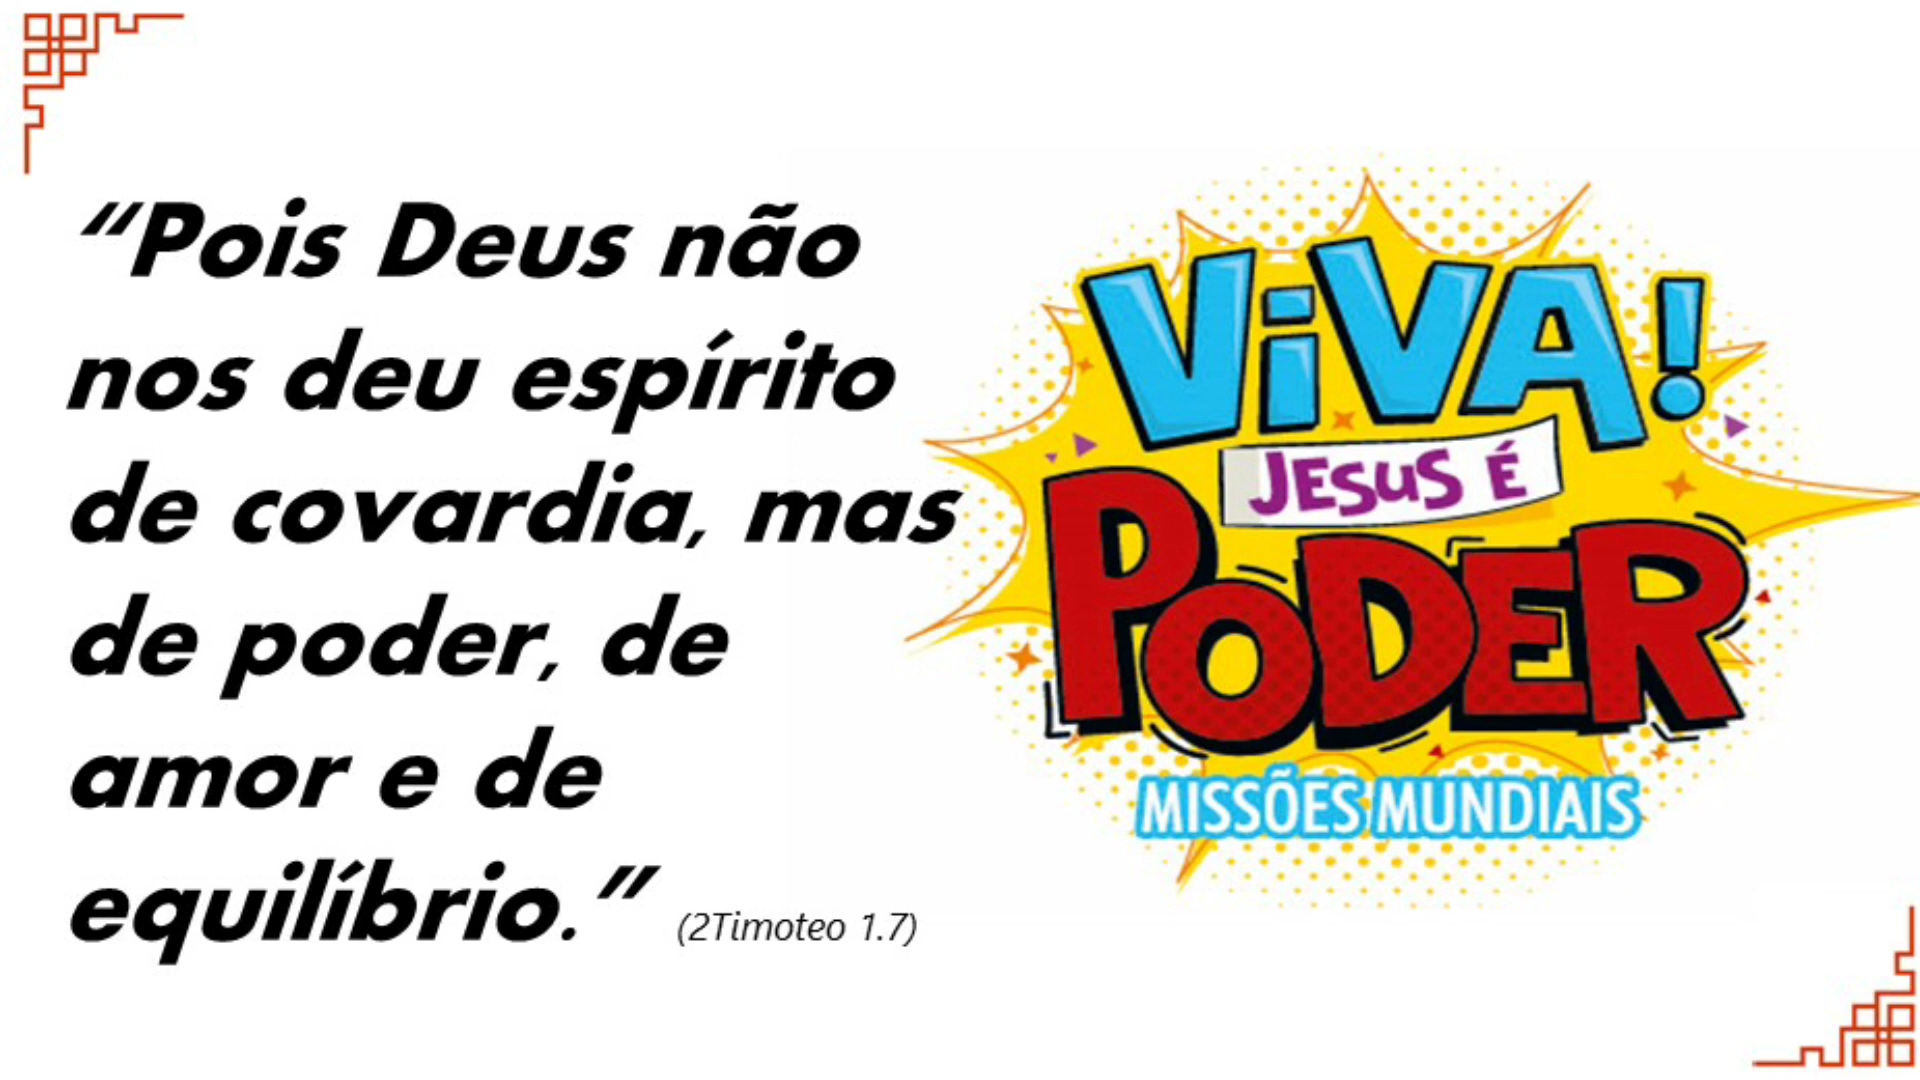 “Pois Deus não
nos deu espírito
de covardia, mas
de poder, de
amor e de
equilíbrio.” (2Timoteo 1.7)
ViVA!
JESUS É
PODER
MISSÕES MUNDIAIS